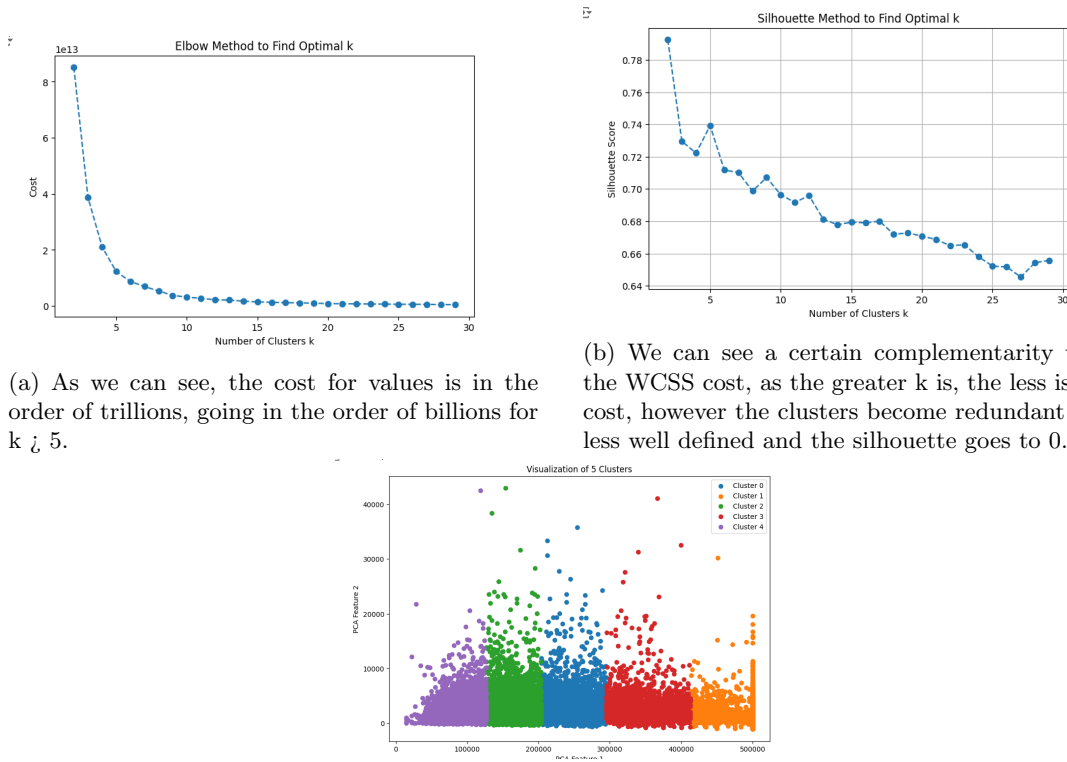 Elbow Method to Find Optimal k
1e13
8
6
4
2
0
Cost
5
10
15
20
25
30
Number of Clusters k
(a) As we can see, the cost for values is in the
order of trillions, going in the order of billions for
k ¿ 5.
Silhouette Method to Find Optimal k
0.78
0.76
0.74
0.72
0.70
0.68
0.66
0.64
Silhouette Score
5
10
15
20
25
30
Number of Clusters k
(b) We can see a certain complementarity
the WCSS cost, as the greater k is, the less is
cost, however the clusters become redundant
less well defined and the silhouette goes to 0.
Visualization of 5 Clusters
Cluster 0
Cluster 1
Cluster 2
Cluster 3
Cluster 4
40000
30000
20000
10000
0
PCA Feature 2
0
100000
200000
300000
400000
500000
PCA Feature 1